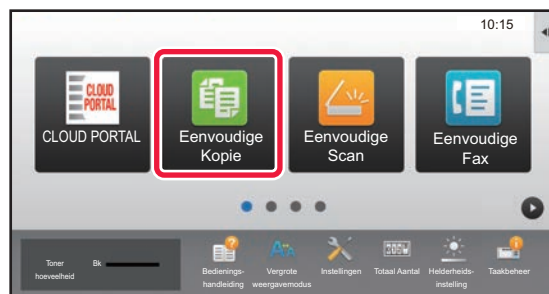 10:15
CLOUD
PORTAL
CLOUD PORTAL
Eenvoudige
Kopie
Eenvoudige
Scan
Eenvoudige
Fax
Toner
hoeveelheid
Bk
Bedienings-
handleiding
Vergrote
weergavemodus
Instellingen
Totaal Aantal
Helderheids-
instelling
Taakbeheer